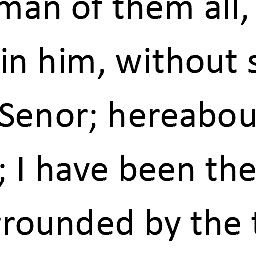 man of them all,
in him, without s
Senor; hereabou
; I have been the
rrounded by the t